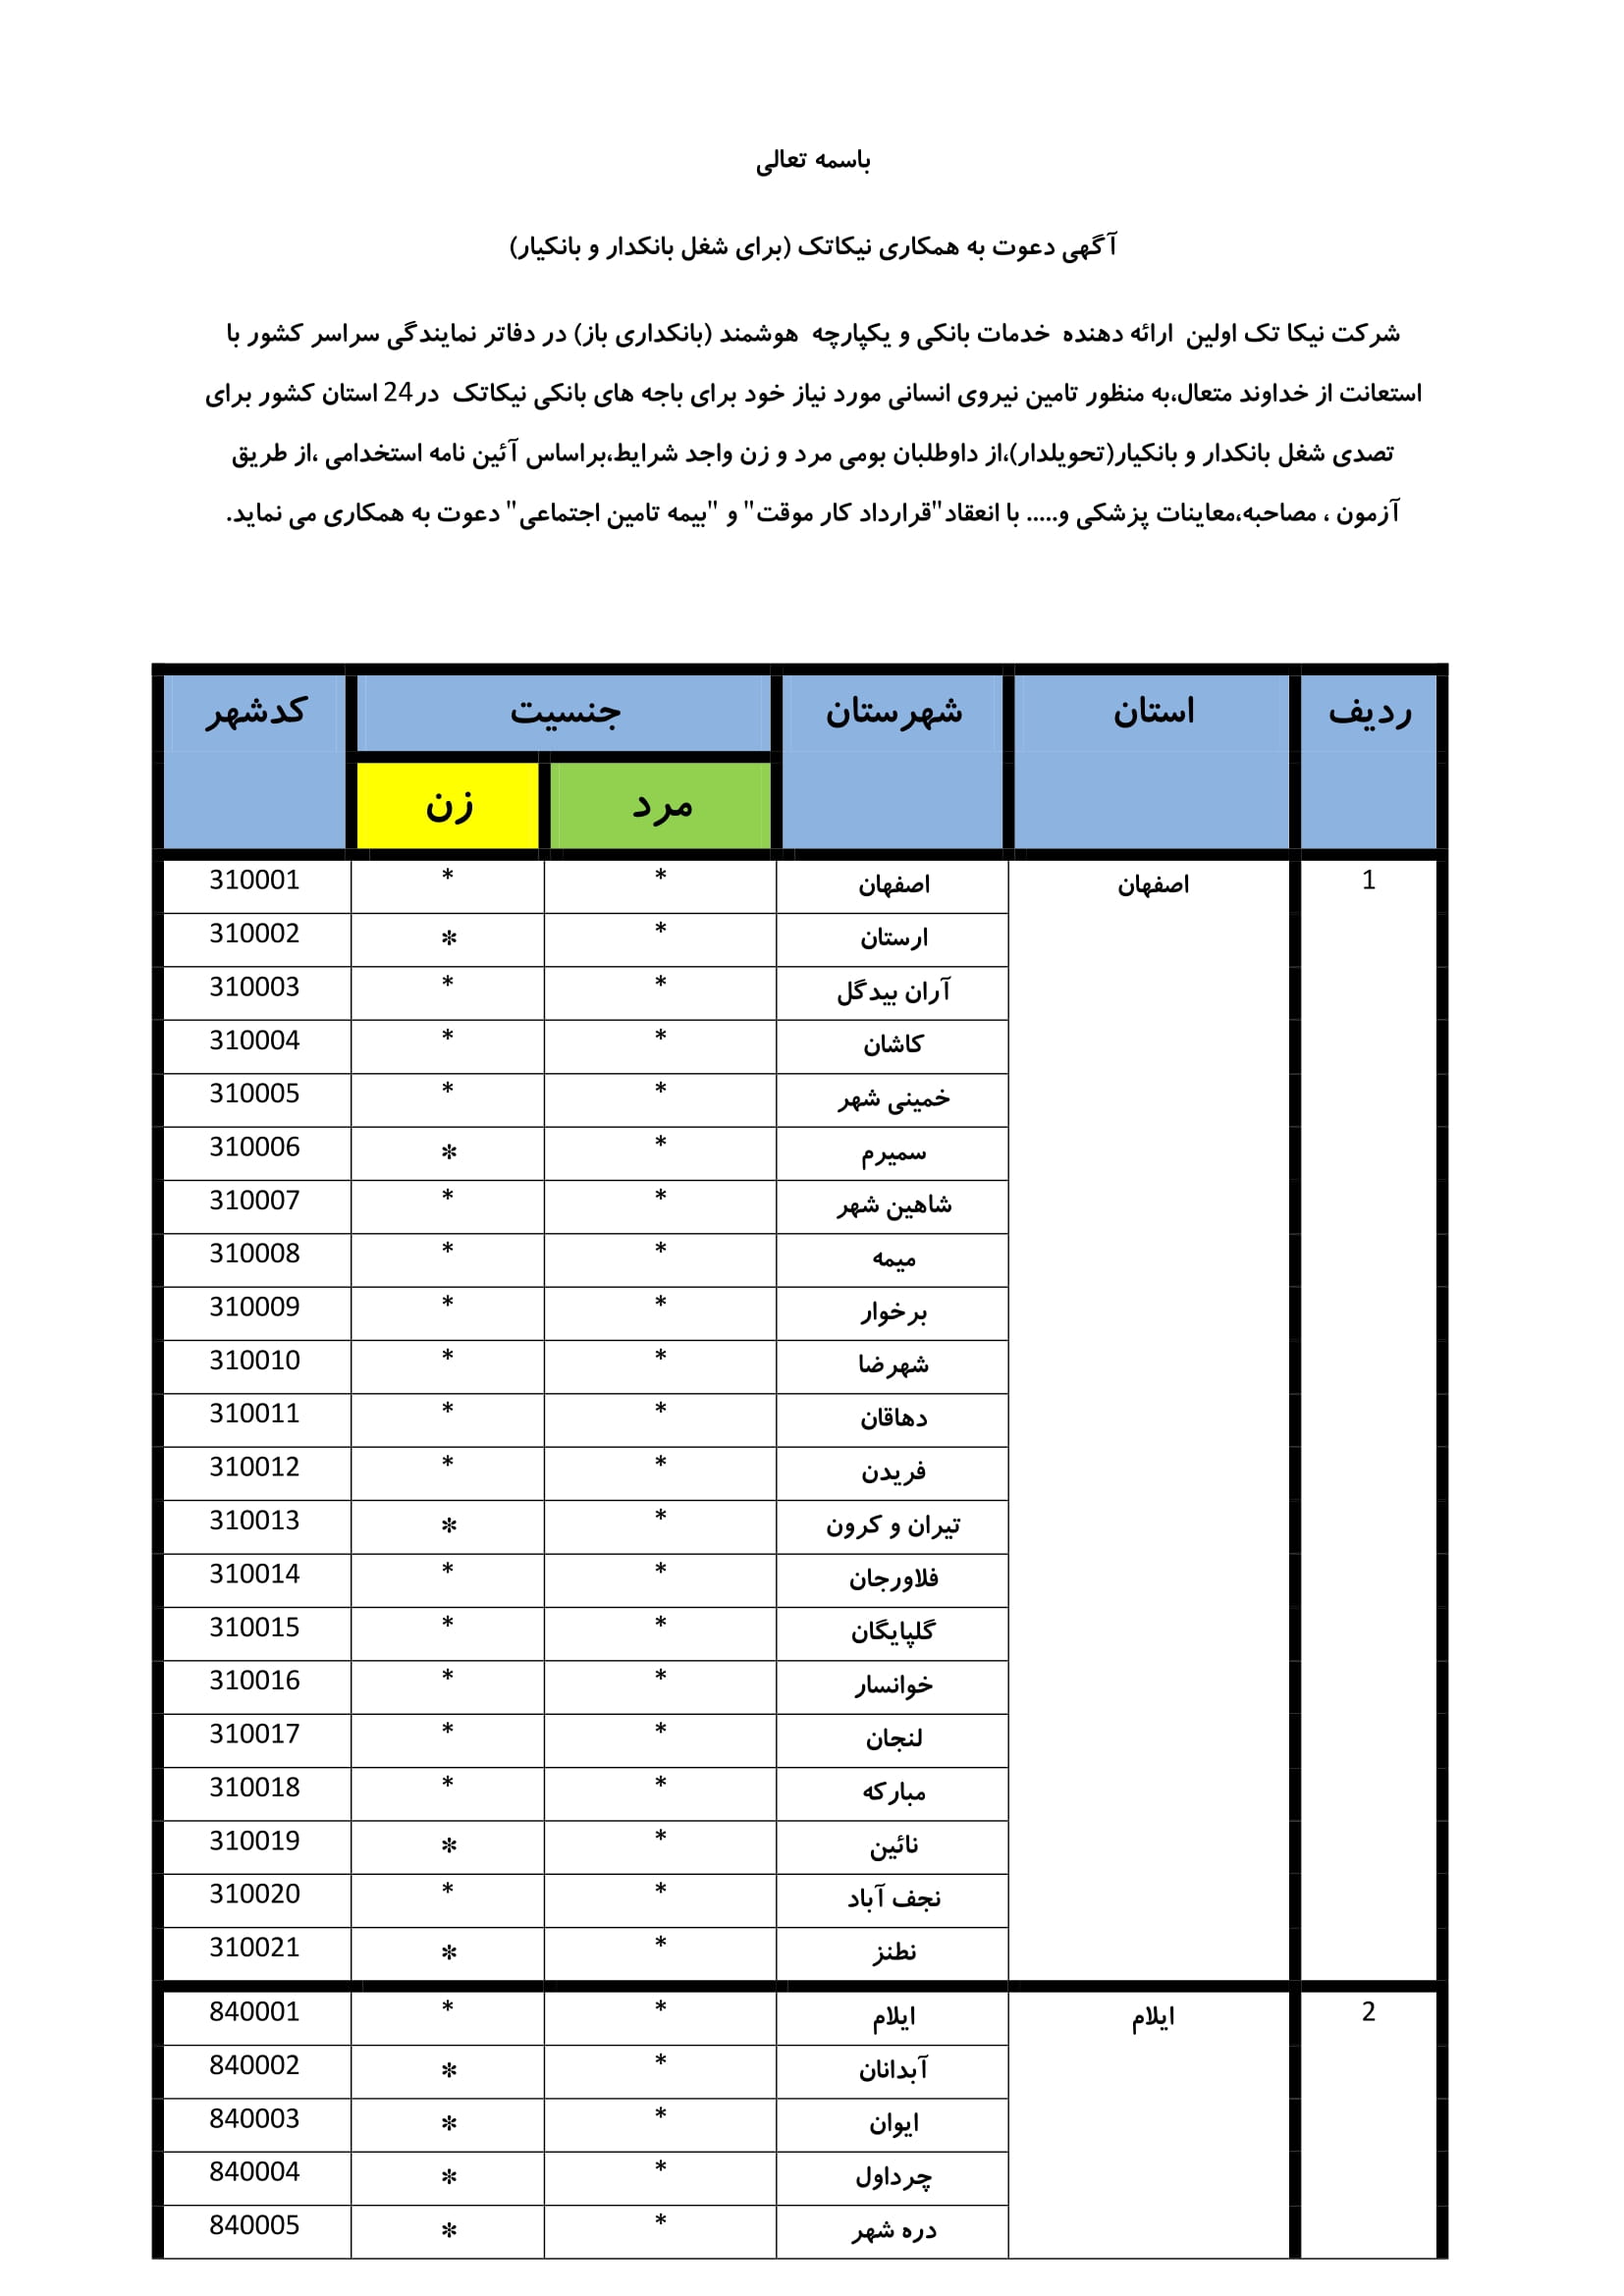 باسمه تعالی
آگهی دعوت به همکاری نیکاتک (برای شغل بانکدار و بانکیار)
شرکت نیکا تک اولین ارائه دهنده خدمات بانکی و یکپارچه هوشمند (بانکداری باز) در دفاتر نمایندگی سراسر کشور با
استعانت از خداوند متعال،به منظور تامین نیروی انسانی مورد نیاز خود برای باجه های بانکی نیکاتک در24 استان کشور برای
تصدی شغل بانکدار و بانکیار(تحویلدار)،از داوطلبان بومی مرد و زن واجد شرایط،براساس آئین نامه استخدامی ،از طریق
آزمون ، مصاحبه،معاینات پزشکی و..... با انعقاد"قرارداد کار موقت" و "بیمه تامین اجتماعی" دعوت به همکاری می نماید.
ردیف استان شهرستان جنسیت کدشهر
مرد زن
1 اصفهان اصفهان * * 310001
ارستان * * 310002
آران بیدگل * * 310003
کاشان * * 310004
خمینی شهر * * 310005
سمیرم * * 310006
شاهین شهر * * 310007
میمه * * 310008
برخوار * * 310009
شهرضا * * 310010
دهاقان * * 310011
فریدن * * 310012
تیران و کرون * * 310013
فلاورجان * * 310014
گلپایگان * * 310015
خوانسار * * 310016
لنجان * * 310017
مبارکه * * 310018
نائین * * 310019
نجف آباد * * 310020
نطنز * * 310021
2 ایلام ایلام * * 840001
آبدانان * * 840002
ایوان * * 840003
چرداول * * 840004
دره شهر * * 840005